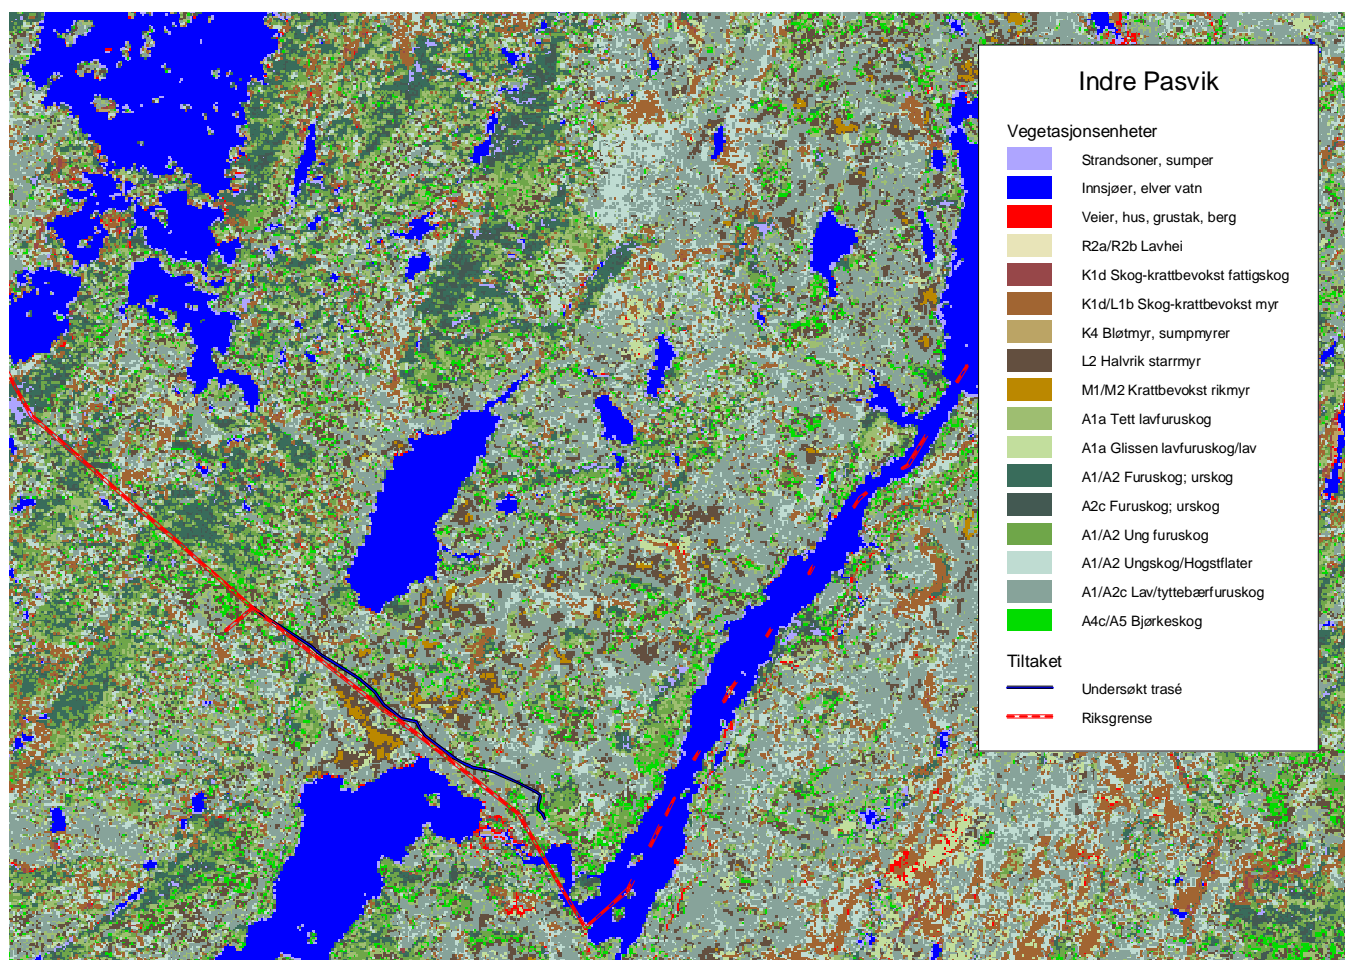 Indre Pasvik
Vegetasjonsenheter
Strandsoner, sumper
Innsjøer, elver vatn
Veier, hus, grustak, berg
R2a/R2b Lavhei
K1d Skog-krattbevokst fattigskog
K1d/L1b Skog-krattbevokst myr
K4 Bløtmyr, sumpmyrer
L2 Halvrik starrmyr
M1/M2 Krattbevokst rikmyr
A1a Tett lavfuruskog
A1a Glissen lavfuruskog/lav
A1/A2 Furuskog; urskog
A2c Furuskog; urskog
A1/A2 Ung furuskog
A1/A2 Ungskog/Hogstflater
A1/A2c Lav/tyttebærfuruskog
A4c/A5 Bjørkeskog
Tiltaket
Undersøkt trasé
Riksgrense